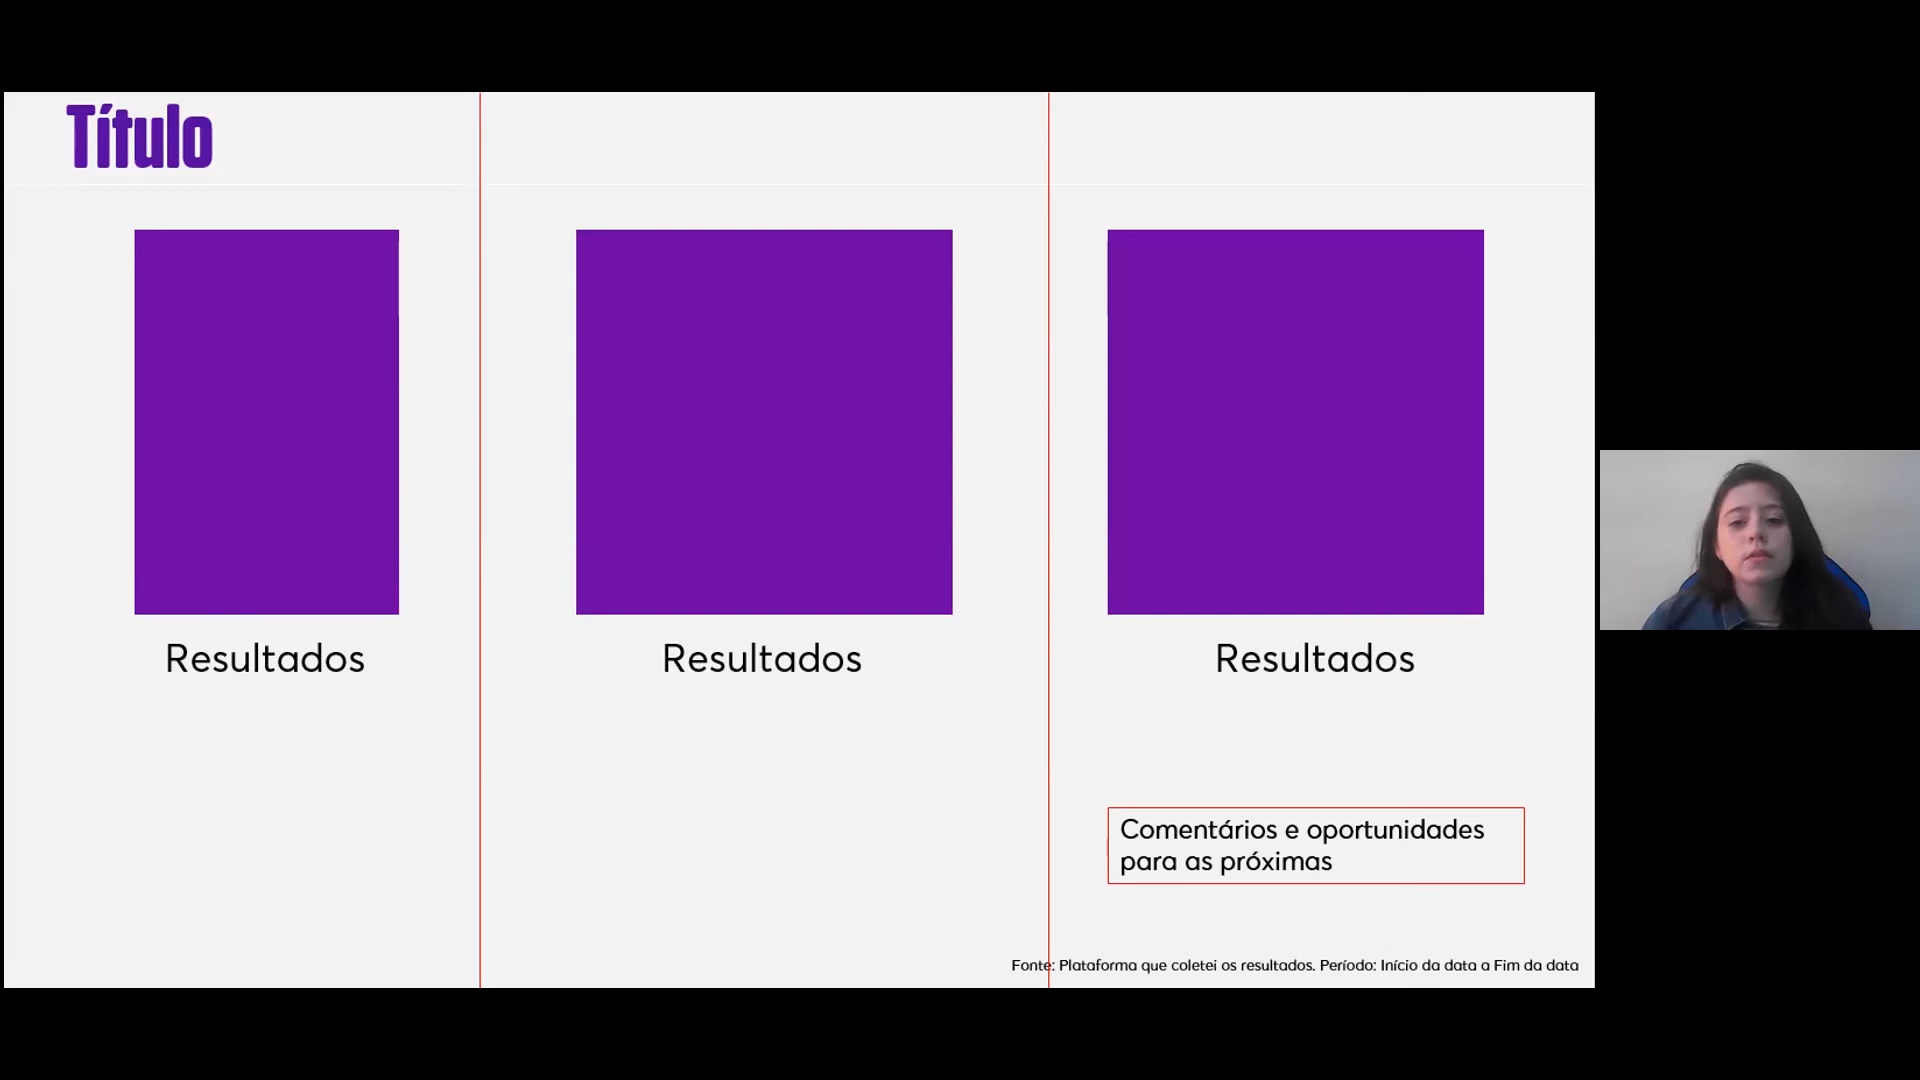 Título
Resultados
Resultados
Resultados
Comentários e oportunidades
para as próximas
Fonte: Plataforma que coletei os resultados. Período: Início da data a Fim da data